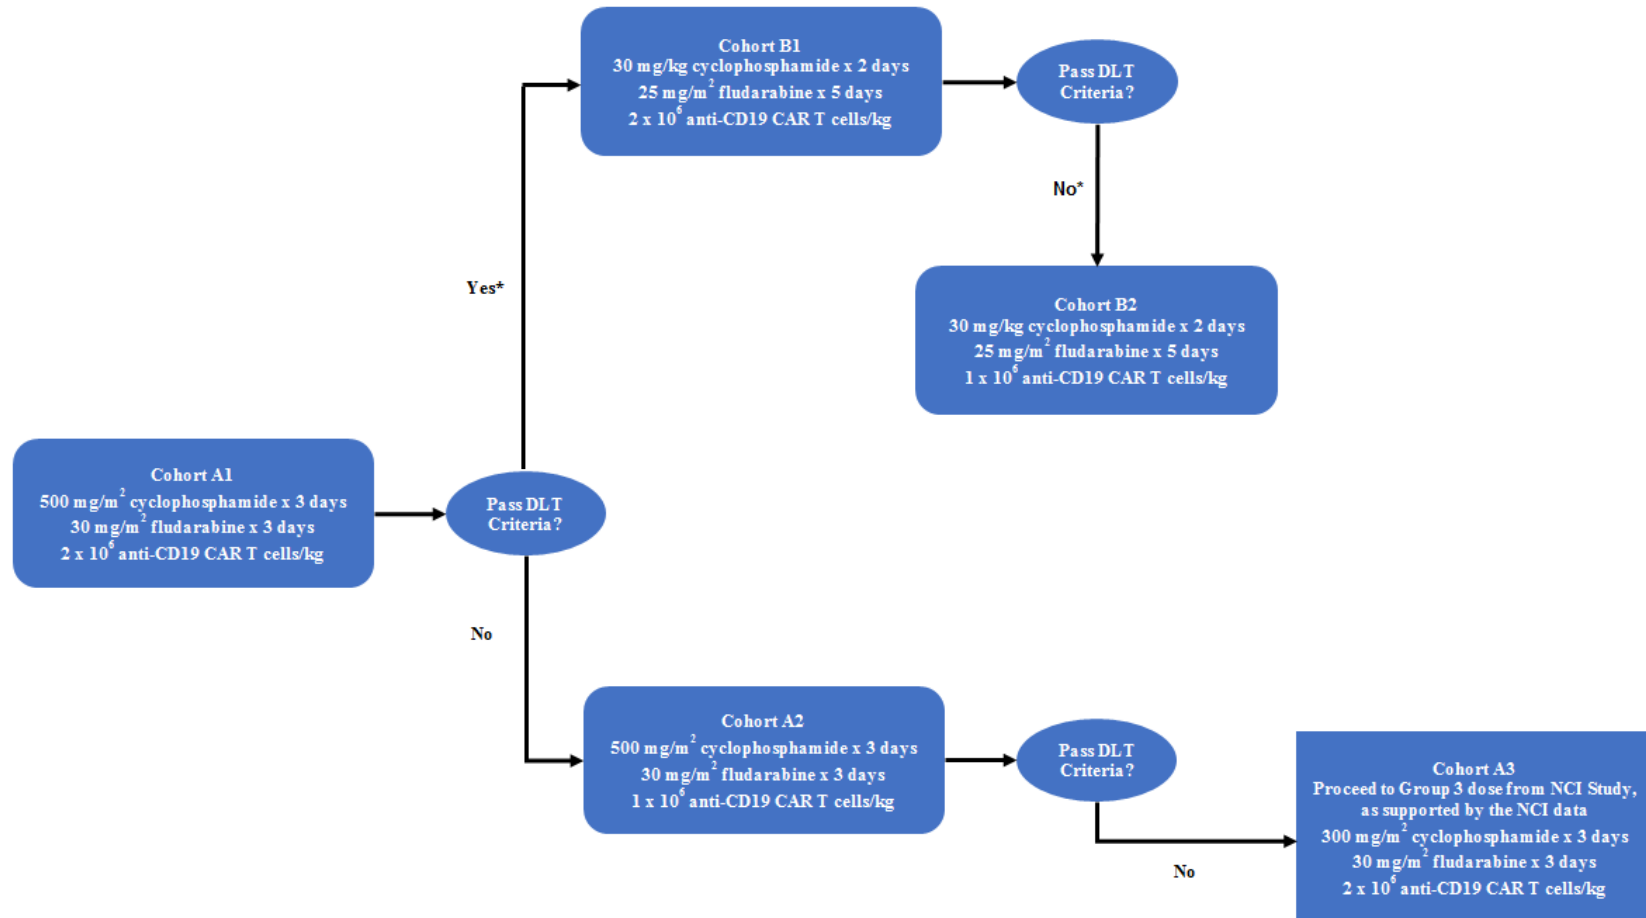 Cohort B1
30 mg/kg cyclophosphamide x 2 days
25 mg/m² fludarabine x 5 days
2 x 10⁶ anti-CD19 CAR T cells/kg
Pass DLT
Criteria?
No*
Cohort B2
30 mg/kg cyclophosphamide x 2 days
25 mg/m² fludarabine x 5 days
1 x 10⁶ anti-CD19 CAR T cells/kg
Yes*
Cohort A1
500 mg/m² cyclophosphamide x 3 days
30 mg/m² fludarabine x 3 days
2 x 10⁶ anti-CD19 CAR T cells/kg
Pass DLT
Criteria?
No
Cohort A2
500 mg/m² cyclophosphamide x 3 days
30 mg/m² fludarabine x 3 days
1 x 10⁶ anti-CD19 CAR T cells/kg
Pass DLT
Criteria?
No
Cohort A3
Proceed to Group 3 dose from NCI Study,
as supported by the NCI data
300 mg/m² cyclophosphamide x 3 days
30 mg/m² fludarabine x 3 days
2 x 10⁶ anti-CD19 CAR T cells/kg